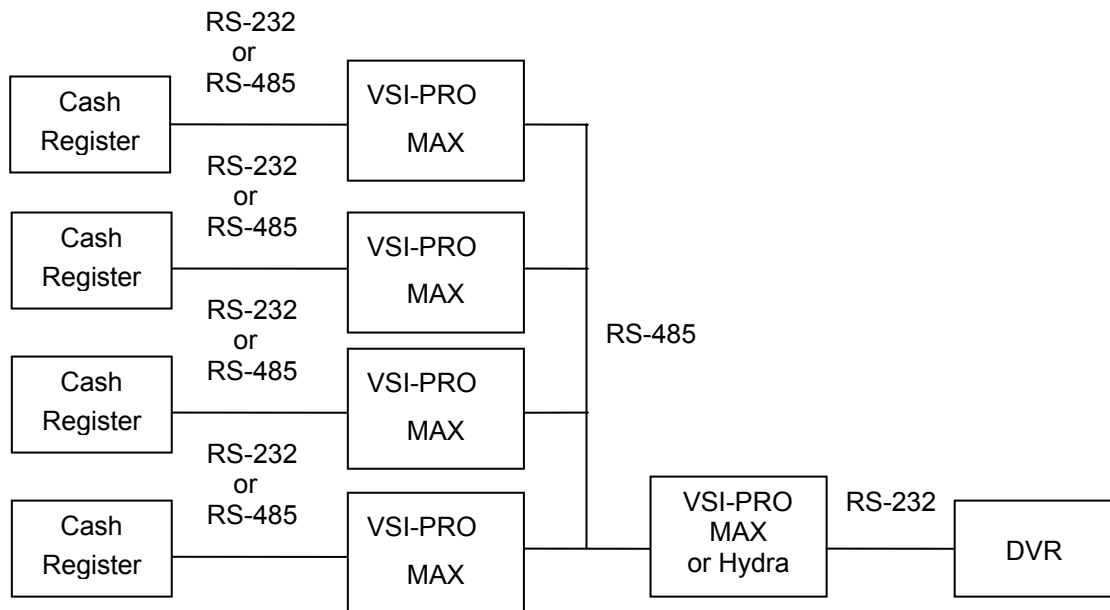 RS-232
or
RS-485
Cash
Register
VSI-PRO
MAX
RS-232
or
RS-485
Cash
Register
VSI-PRO
MAX
RS-232
or
RS-485
Cash
Register
VSI-PRO
MAX
RS-485
RS-232
or
RS-485
Cash
Register
VSI-PRO
MAX
VSI-PRO
MAX
or Hydra
RS-232
DVR